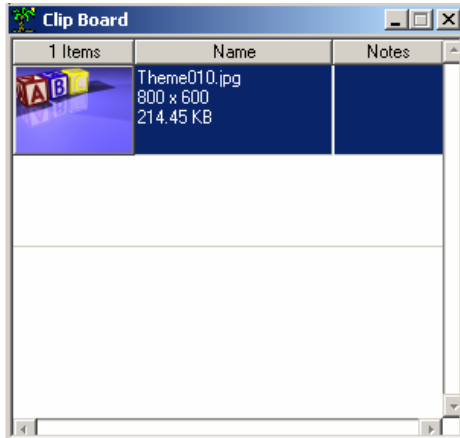 Clip Board
1 Items Name Notes
Theme010.jpg
800 x 600
214.45 KB
A B C